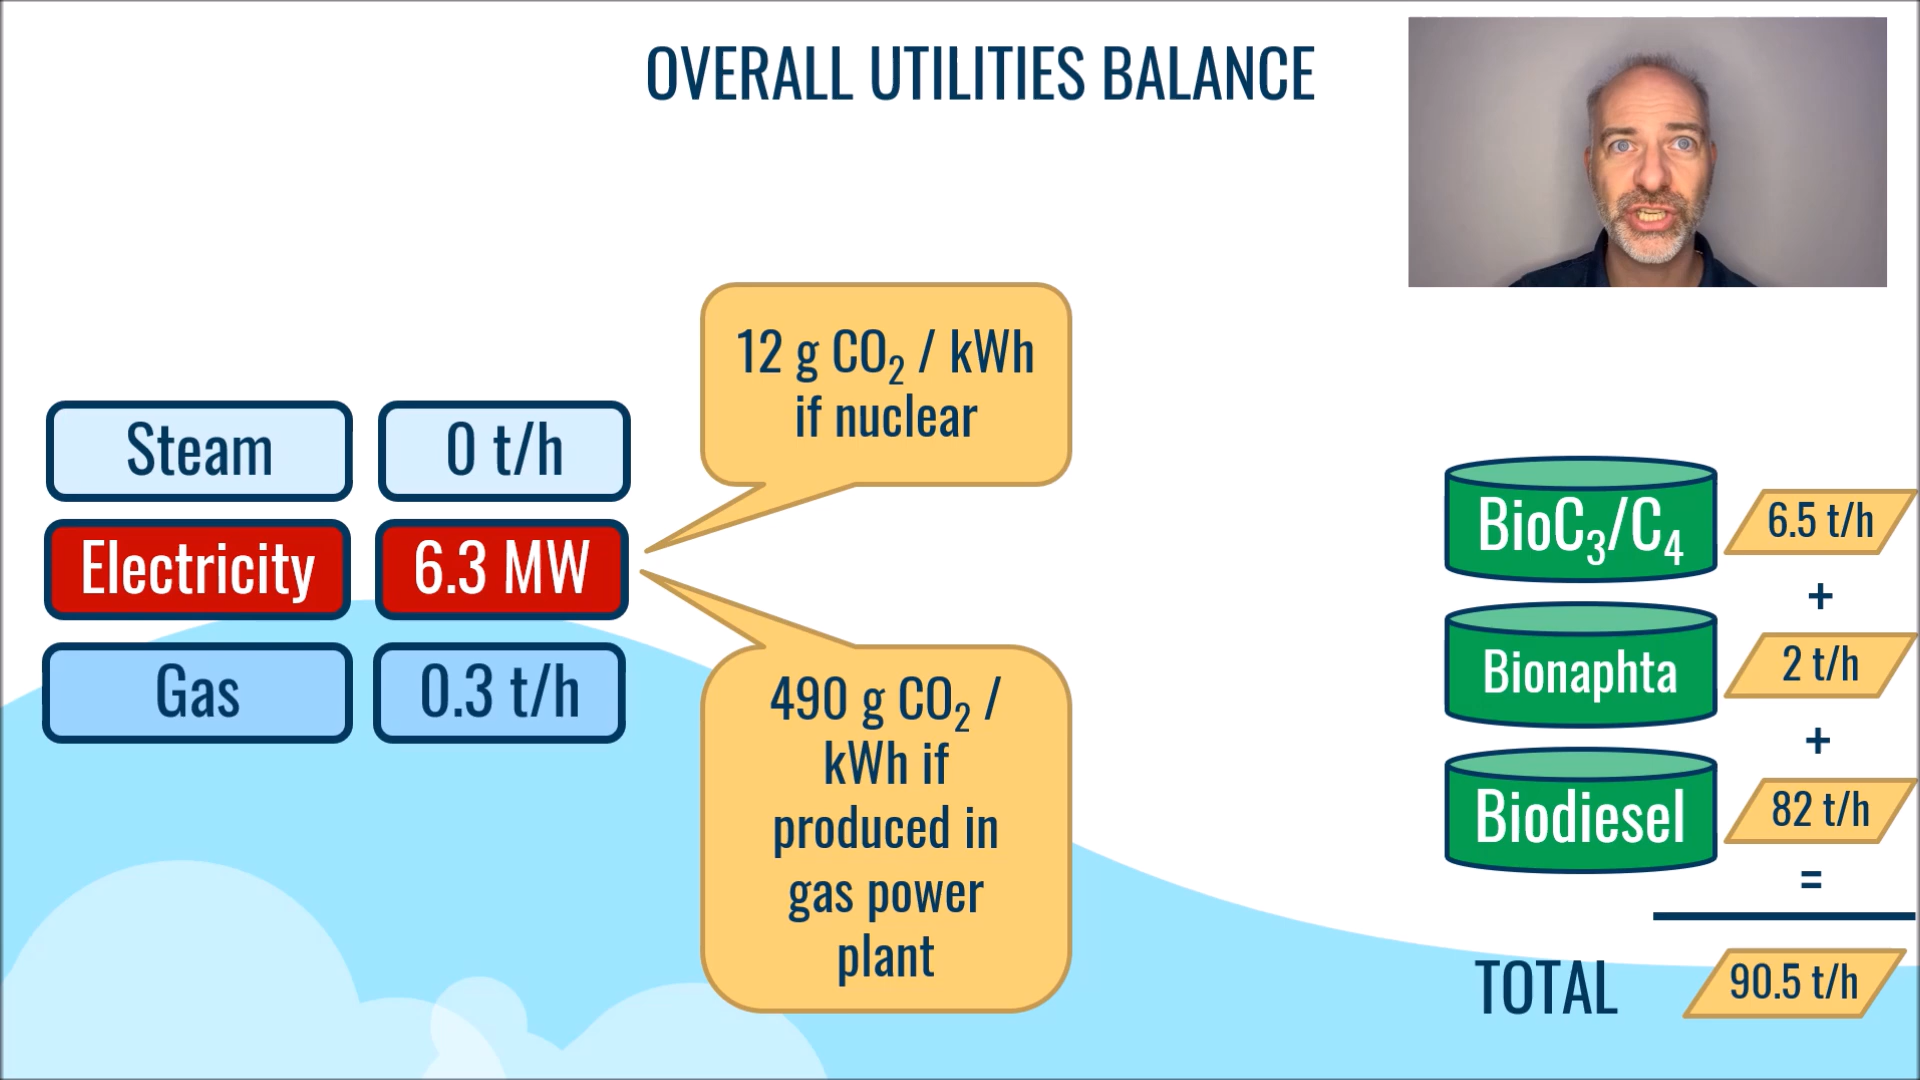 OVERALL UTILITIES BALANCE
12 g CO₂ / kWh
if nuclear
Steam
0 t/h
Electricity
6.3 MW
Gas
0.3 t/h
490 g CO₂ /
kWh if
produced in
gas power
plant
BioC₃/C₄
6.5 t/h
+
Bionaphta
2 t/h
+
Biodiesel
82 t/h
=
TOTAL
90.5 t/h